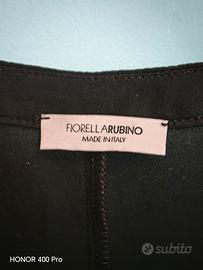 FIORELLARUBINO
MADE IN ITALY
HONOR 400 Pro
subito